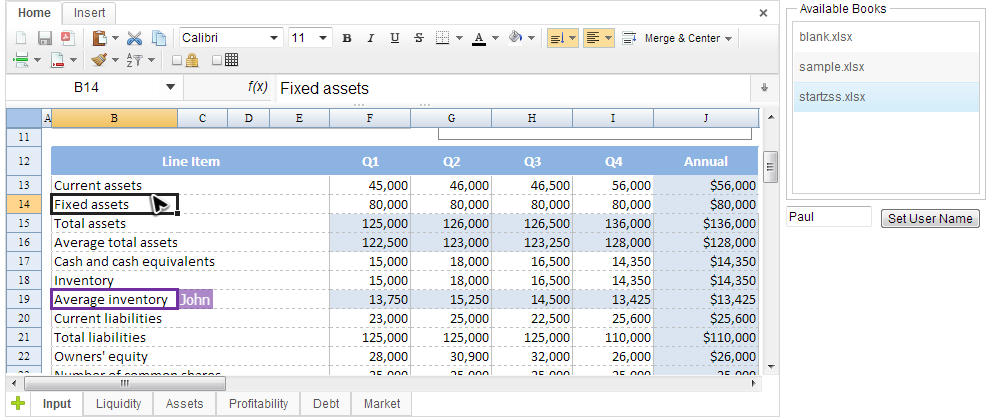 Home Insert
Calibri 11 B I U S A Merge & Center
B14 f(x) Fixed assets
A B C D E F G H I J
11
12 Line Item Q1 Q2 Q3 Q4 Annual
13 Current assets 45,000 46,000 46,500 56,000 $56,000
14 Fixed assets 80,000 80,000 80,000 80,000 $80,000
15 Total assets 125,000 126,000 126,500 136,000 $136,000
16 Average total assets 122,500 123,000 123,250 128,000 $128,000
17 Cash and cash equivalents 15,000 18,000 16,500 14,350 $14,350
18 Inventory 15,000 18,000 16,500 14,350 $14,350
19 Average inventory John 13,750 15,250 14,500 13,425 $13,425
20 Current liabilities 23,000 25,000 22,500 25,600 $25,600
21 Total liabilities 125,000 125,000 125,000 110,000 $110,000
22 Owners' equity 28,000 30,900 32,000 26,000 $26,000
Number of common shares
Input Liquidity Assets Profitability Debt Market
Available Books
blank.xlsx
sample.xlsx
startzss.xlsx
Paul Set User Name